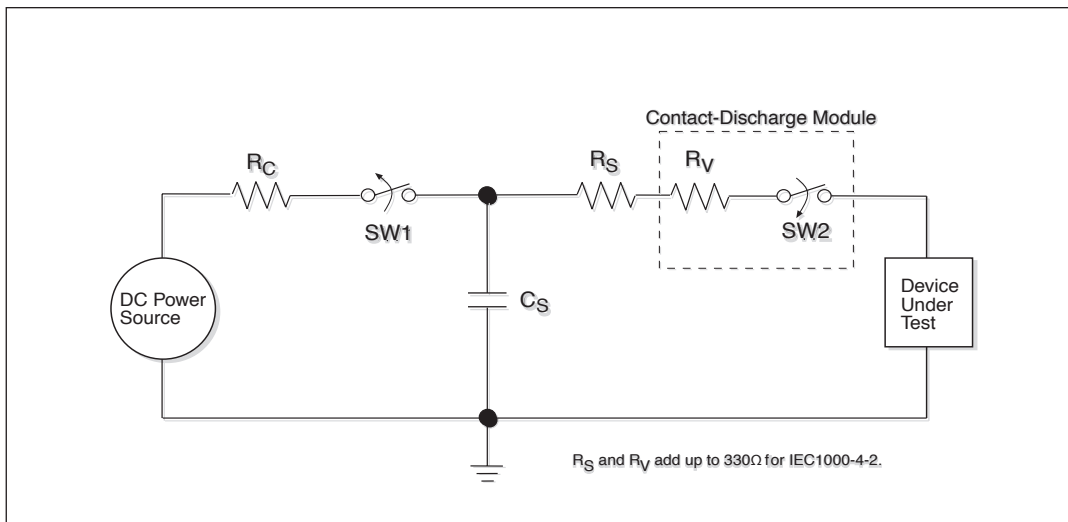 Contact-Discharge Module
RC
RS
RV
SW1
SW2
CS
DC Power
Source
Device
Under
Test
RS and RV add up to 330Ω for IEC1000-4-2.